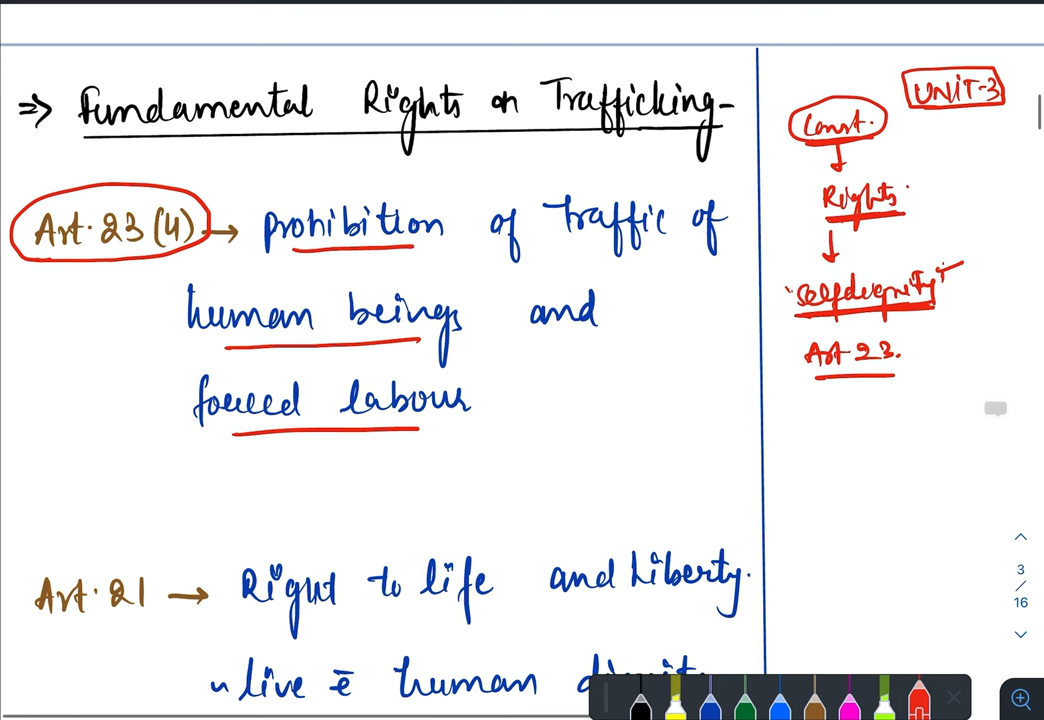 ⇒ Fundamental Rights on Trafficking-
Art. 23 (4) → prohibition of traffic of
human beings and
forced labour
Art. 21 → Right to life and Liberty.
live ē human
UNIT-3
Const.
↓
Rights
↓
"Selfdignity"
Art 23.
3
/
16